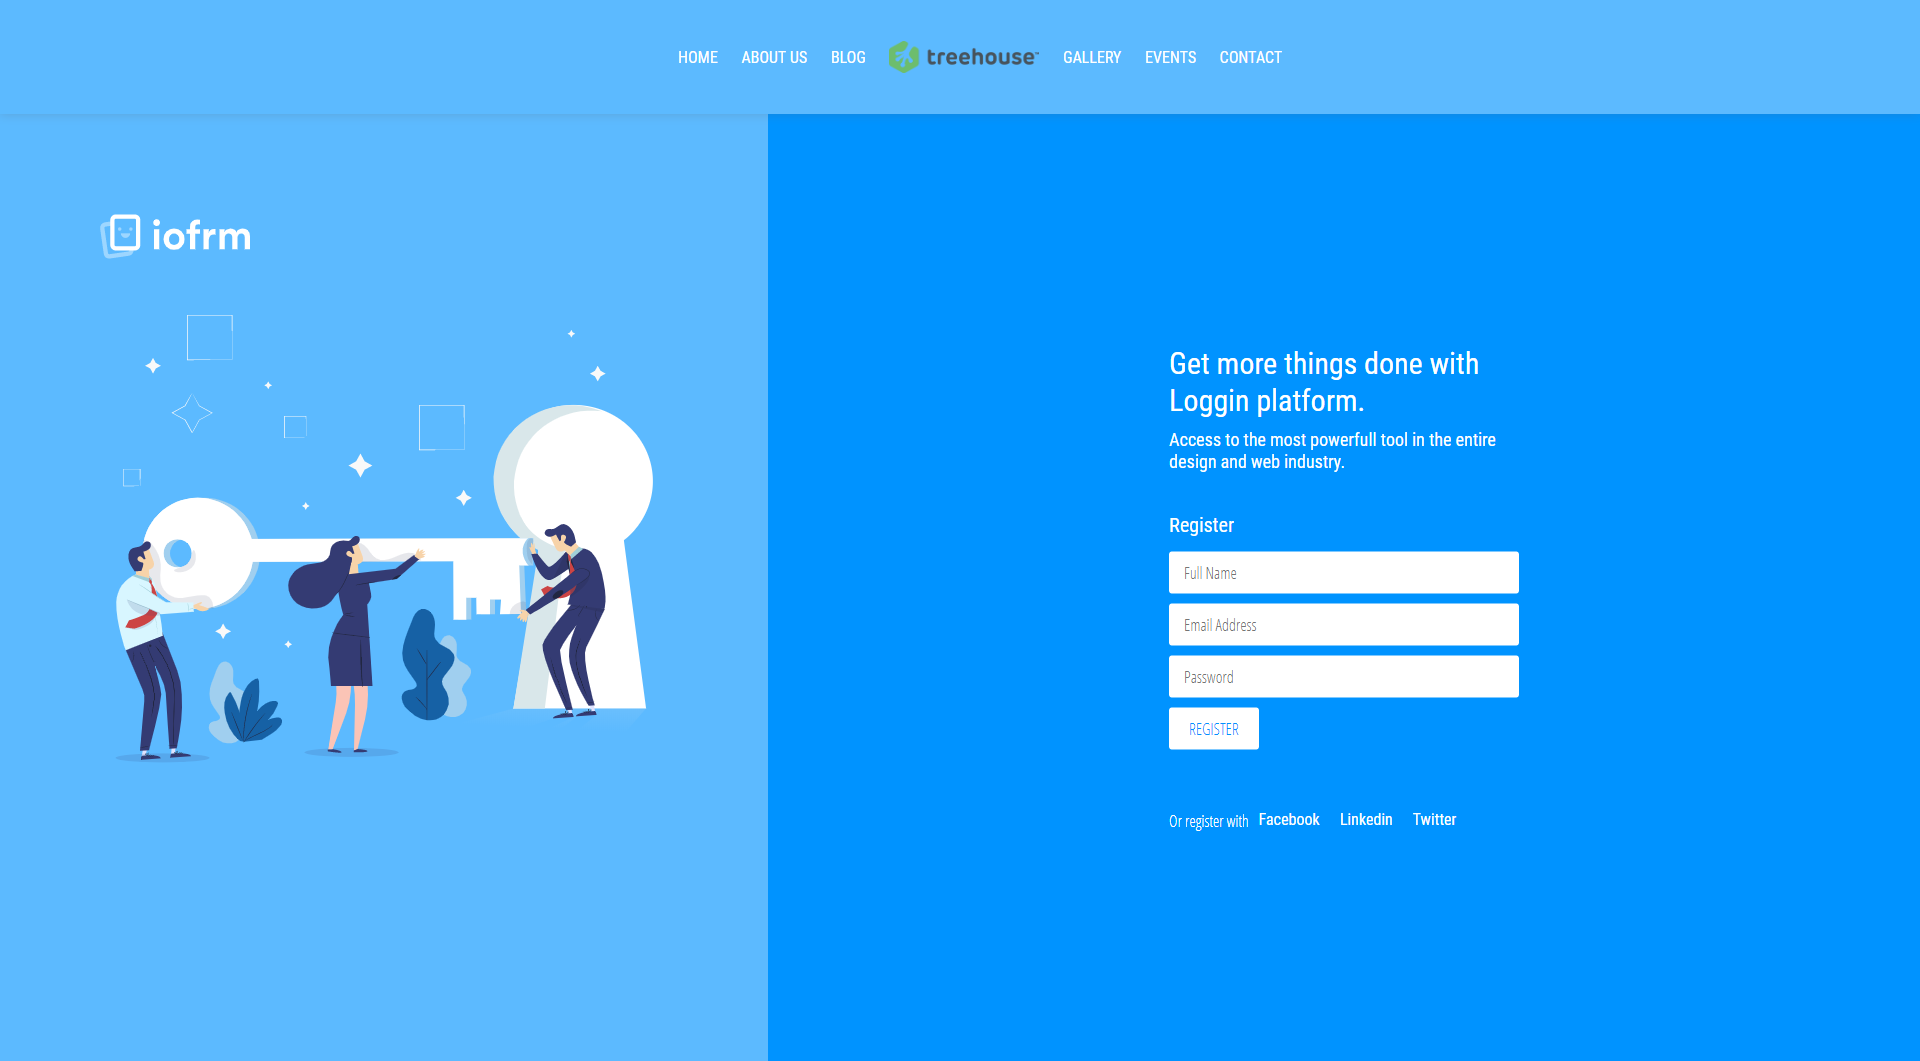 HOME ABOUT US BLOG treehouse™ GALLERY EVENTS CONTACT
iofrm
Get more things done with
Loggin platform.
Access to the most powerfull tool in the entire
design and web industry.
Register
Full Name
Email Address
Password
REGISTER
Or register with Facebook Linkedin Twitter